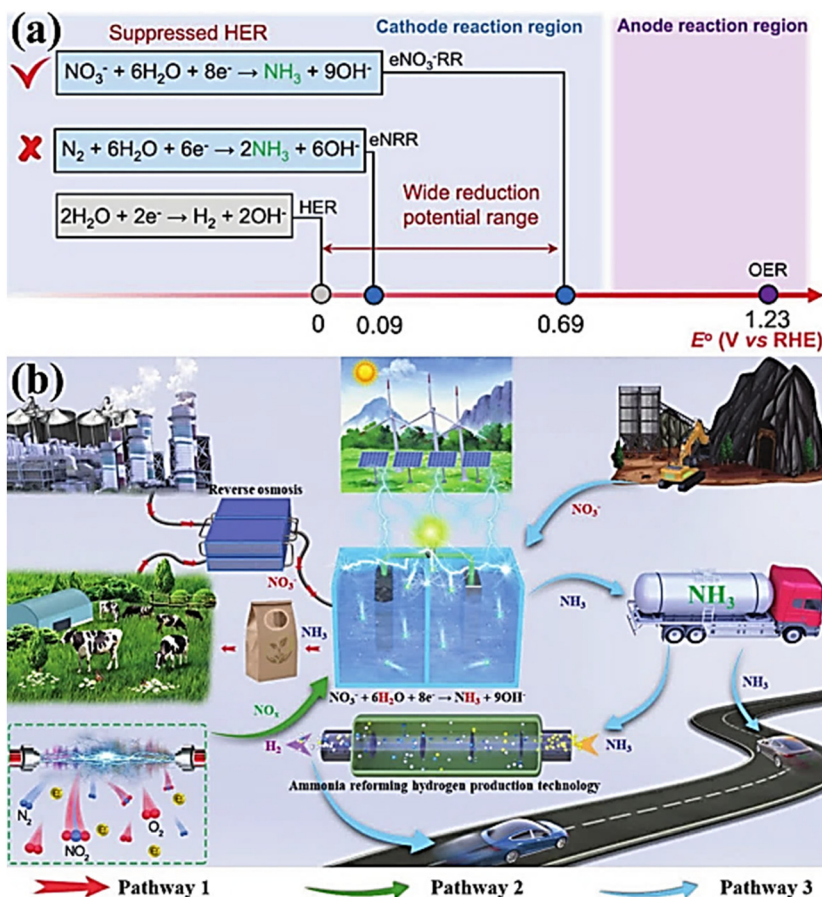 (a)
Suppressed HER
Cathode reaction region
Anode reaction region
NO₃⁻ + 6H₂O + 8e⁻ → NH₃ + 9OH⁻
eNO₃⁻RR
N₂ + 6H₂O + 6e⁻ → 2NH₃ + 6OH⁻
eNRR
2H₂O + 2e⁻ → H₂ + 2OH⁻
HER
Wide reduction
potential range
OER
0
0.09
0.69
1.23
E° (V vs RHE)
(b)
Reverse osmosis
NO₃⁻
NO₃⁻
NH₃
NH₃
NH₃
NH₃
NOₓ
NO₃⁻ + 6H₂O + 8e⁻ → NH₃ + 9OH⁻
H₂
NH₃
Ammonia reforming hydrogen production technology
N₂
NO₂
O₂
e
e
e
e
Pathway 1
Pathway 2
Pathway 3